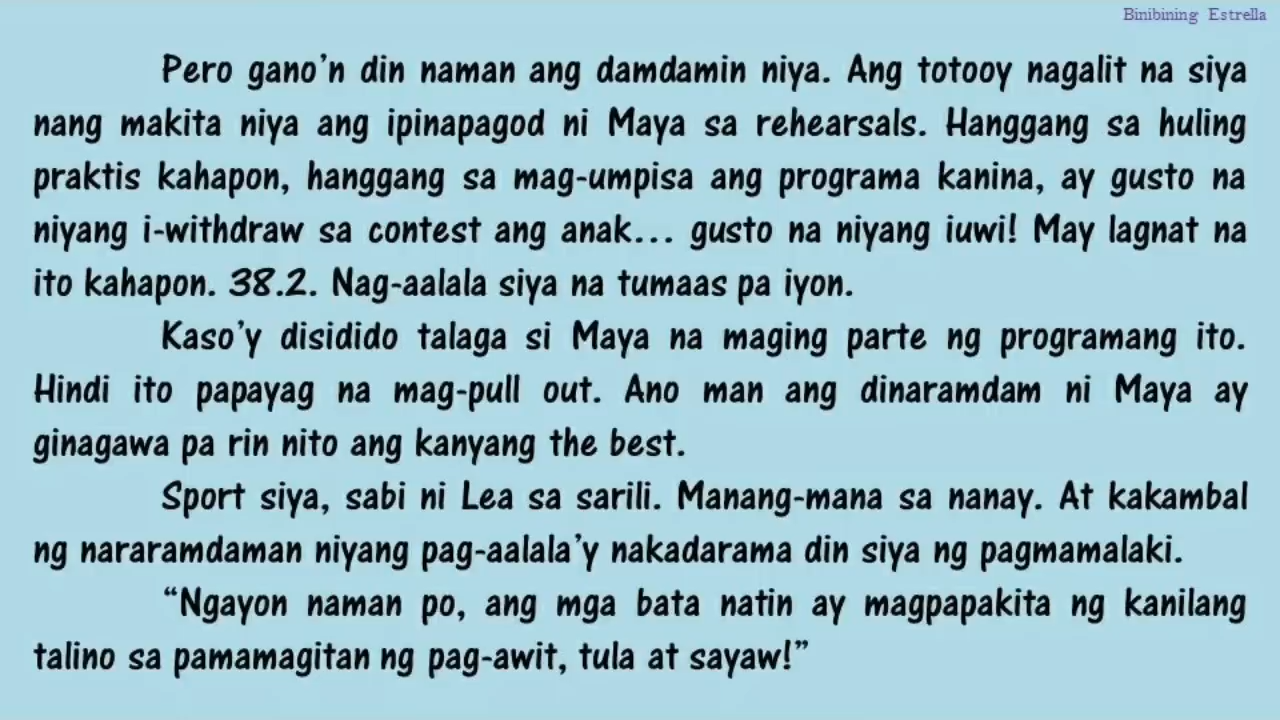 Binibining Estrella
Pero gano’n din naman ang damdamin niya. Ang totooy nagalit na siya
nang makita niya ang ipinapagod ni Maya sa rehearsals. Hanggang sa huling
praktis kahapon, hanggang sa mag-umpisa ang programa kanina, ay gusto na
niyang i-withdraw sa contest ang anak... gusto na niyang iuwi! May lagnat na
ito kahapon. 38.2. Nag-aalala siya na tumaas pa iyon.
Kaso’y disidido talaga si Maya na maging parte ng programang ito.
Hindi ito papayag na mag-pull out. Ano man ang dinaramdam ni Maya ay
ginagawa pa rin nito ang kanyang the best.
Sport siya, sabi ni Lea sa sarili. Manang-mana sa nanay. At kakambal
ng nararamdaman niyang pag-aalala’y nakadarama din siya ng pagmamalaki.
“Ngayon naman po, ang mga bata natin ay magpapakita ng kanilang
talino sa pamamagitan ng pag-awit, tula at sayaw!”